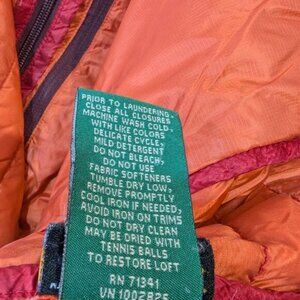 PRIOR TO LAUNDERING-
CLOSE ALL CLOSURES
MACHINE WASH COLD,
WITH LIKE COLORS
DELICATE CYCLE,
MILD DETERGENT
DO NOT BLEACH,
DO NOT USE
FABRIC SOFTENERS
TUMBLE DRY LOW,
REMOVE PROMPTLY
COOL IRON IF NEEDED,
AVOID IRON ON TRIMS
DO NOT DRY CLEAN
MAY BE DRIED WITH
TENNIS BALLS
TO RESTORE LOFT
RN 71341
VN 1002825